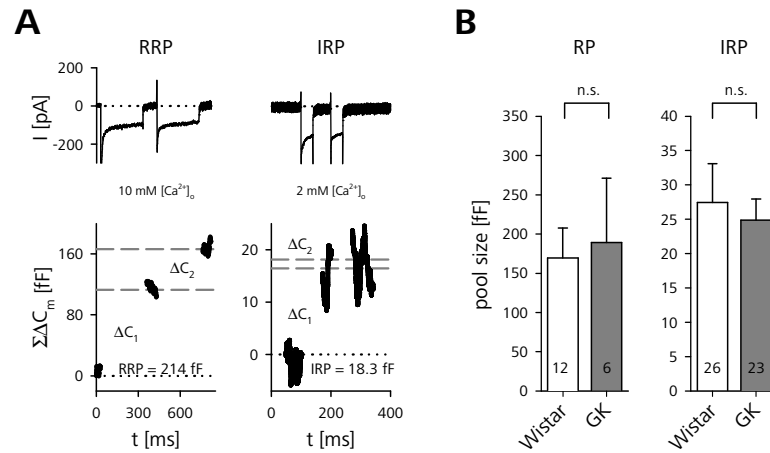 A
B
RRP
IRP
RP
IRP
200
0
-200
I [pA]
10 mM [Ca²⁺]ₒ
2 mM [Ca²⁺]ₒ
160
80
0
ΣΔCₘ [fF]
ΔC₂
ΔC₁
RRP = 214 fF
0 300 600
t [ms]
20
10
0
ΔC₂
ΔC₁
IRP = 18.3 fF
0 200 400
t [ms]
n.s.
350
300
250
200
150
100
50
0
pool size [fF]
12
6
Wistar
GK
n.s.
40
35
30
25
20
15
10
5
0
26
23
Wistar
GK